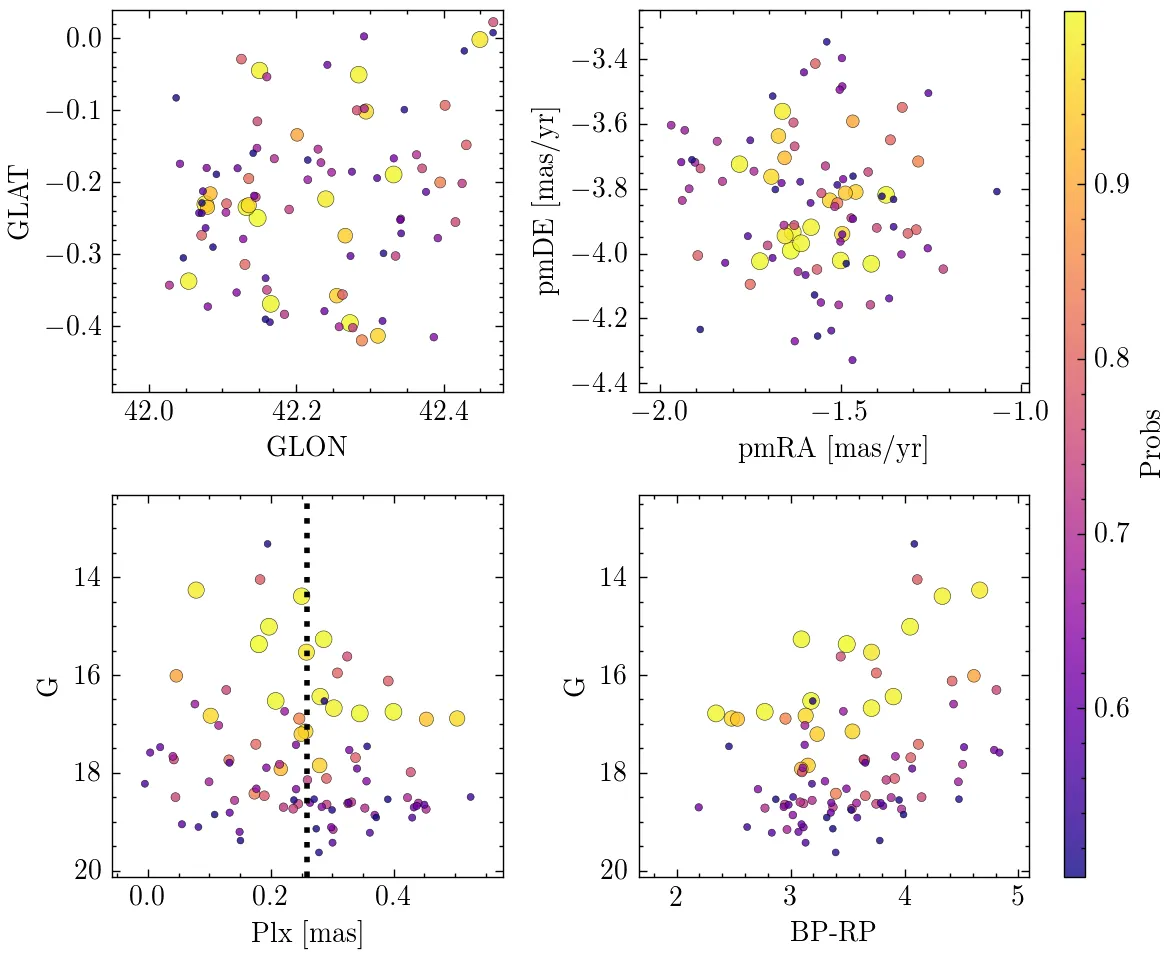 0.0
−0.1
−0.2
−0.3
−0.4
GLAT
42.0 42.2 42.4
GLON
−3.4
−3.6
−3.8
−4.0
−4.2
−4.4
pmDE [mas/yr]
−2.0 −1.5 −1.0
pmRA [mas/yr]
0.9
0.8
0.7
0.6
Probs
14
16
18
20
G
0.0 0.2 0.4
Plx [mas]
14
16
18
20
G
2 3 4 5
BP-RP